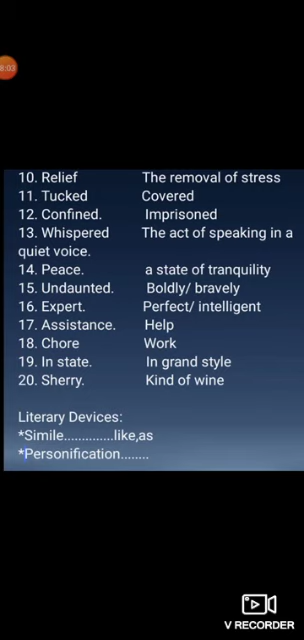 8:03
10. Relief The removal of stress
11. Tucked Covered
12. Confined. Imprisoned
13. Whispered The act of speaking in a
quiet voice.
14. Peace. a state of tranquility
15. Undaunted. Boldly/ bravely
16. Expert. Perfect/ intelligent
17. Assistance. Help
18. Chore Work
19. In state. In grand style
20. Sherry. Kind of wine
Literary Devices:
*Simile..............like,as
*Personification........
V RECORDER